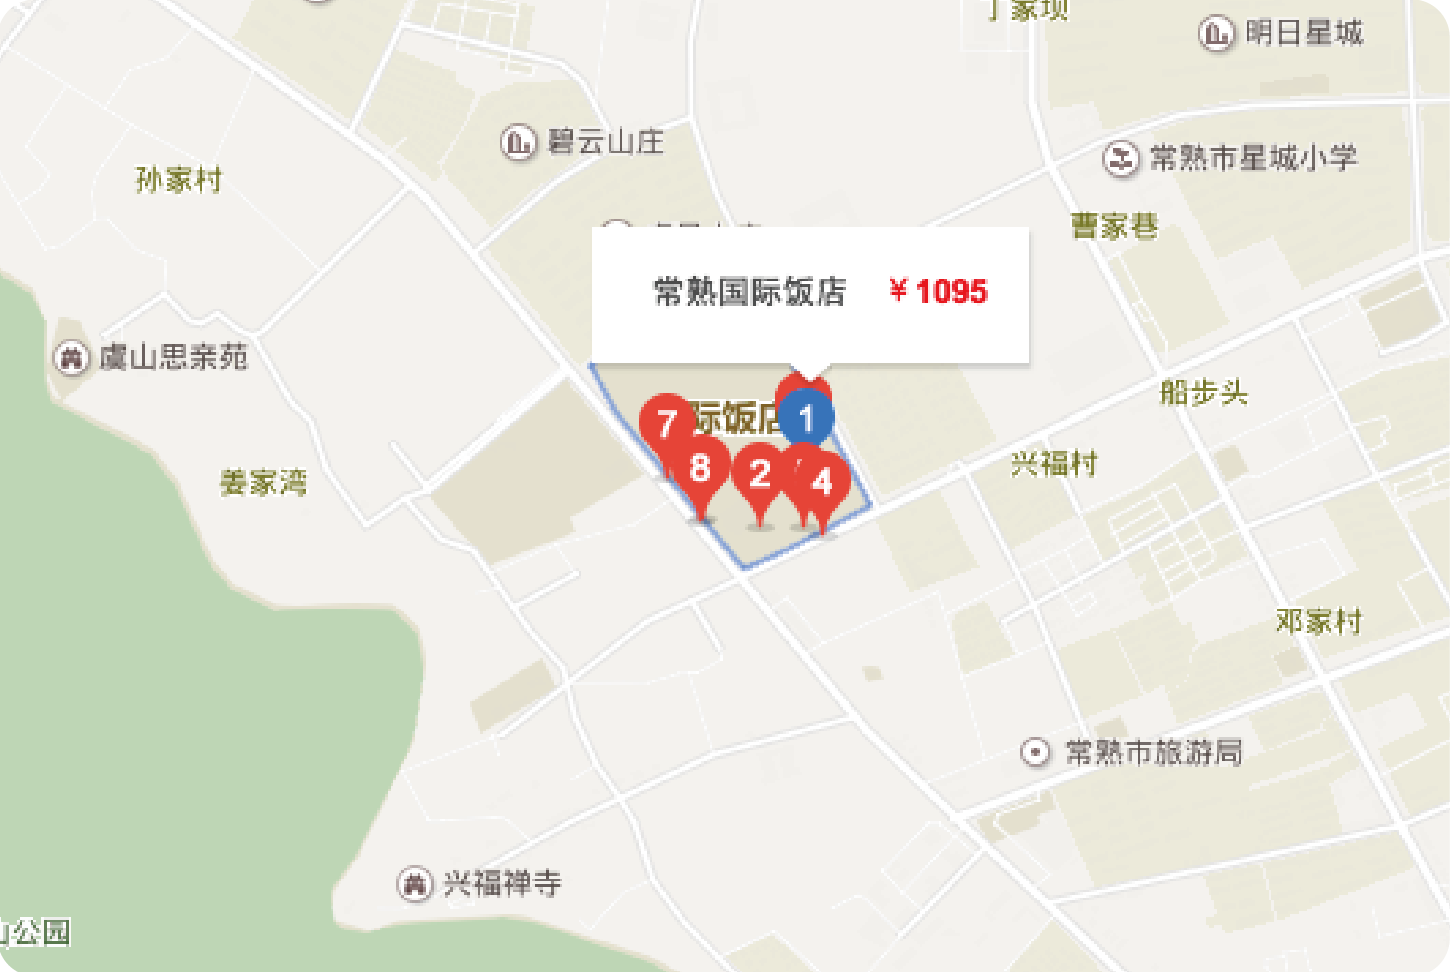 丁家坝
明日星城
碧云山庄
常熟市星城小学
孙家村
曹家巷
常熟国际饭店 ¥1095
虞山思亲苑
船步头
7
际饭店
1
兴福村
8
2
4
姜家湾
邓家村
常熟市旅游局
兴福禅寺
山公园